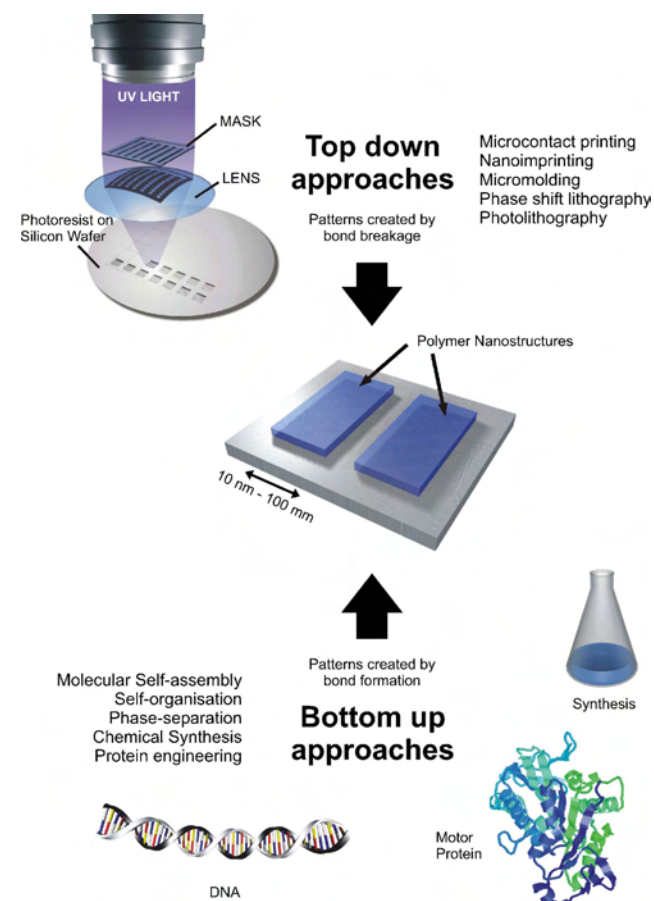 UV LIGHT
MASK
LENS
Photoresist on
Silicon Wafer
Top down
approaches
Patterns created by
bond breakage
Microcontact printing
Nanoimprinting
Micromolding
Phase shift lithography
Photolithography
Polymer Nanostructures
10 nm - 100 mm
Patterns created by
bond formation
Bottom up
approaches
Molecular Self-assembly
Self-organisation
Phase-separation
Chemical Synthesis
Protein engineering
Synthesis
Motor
Protein
DNA